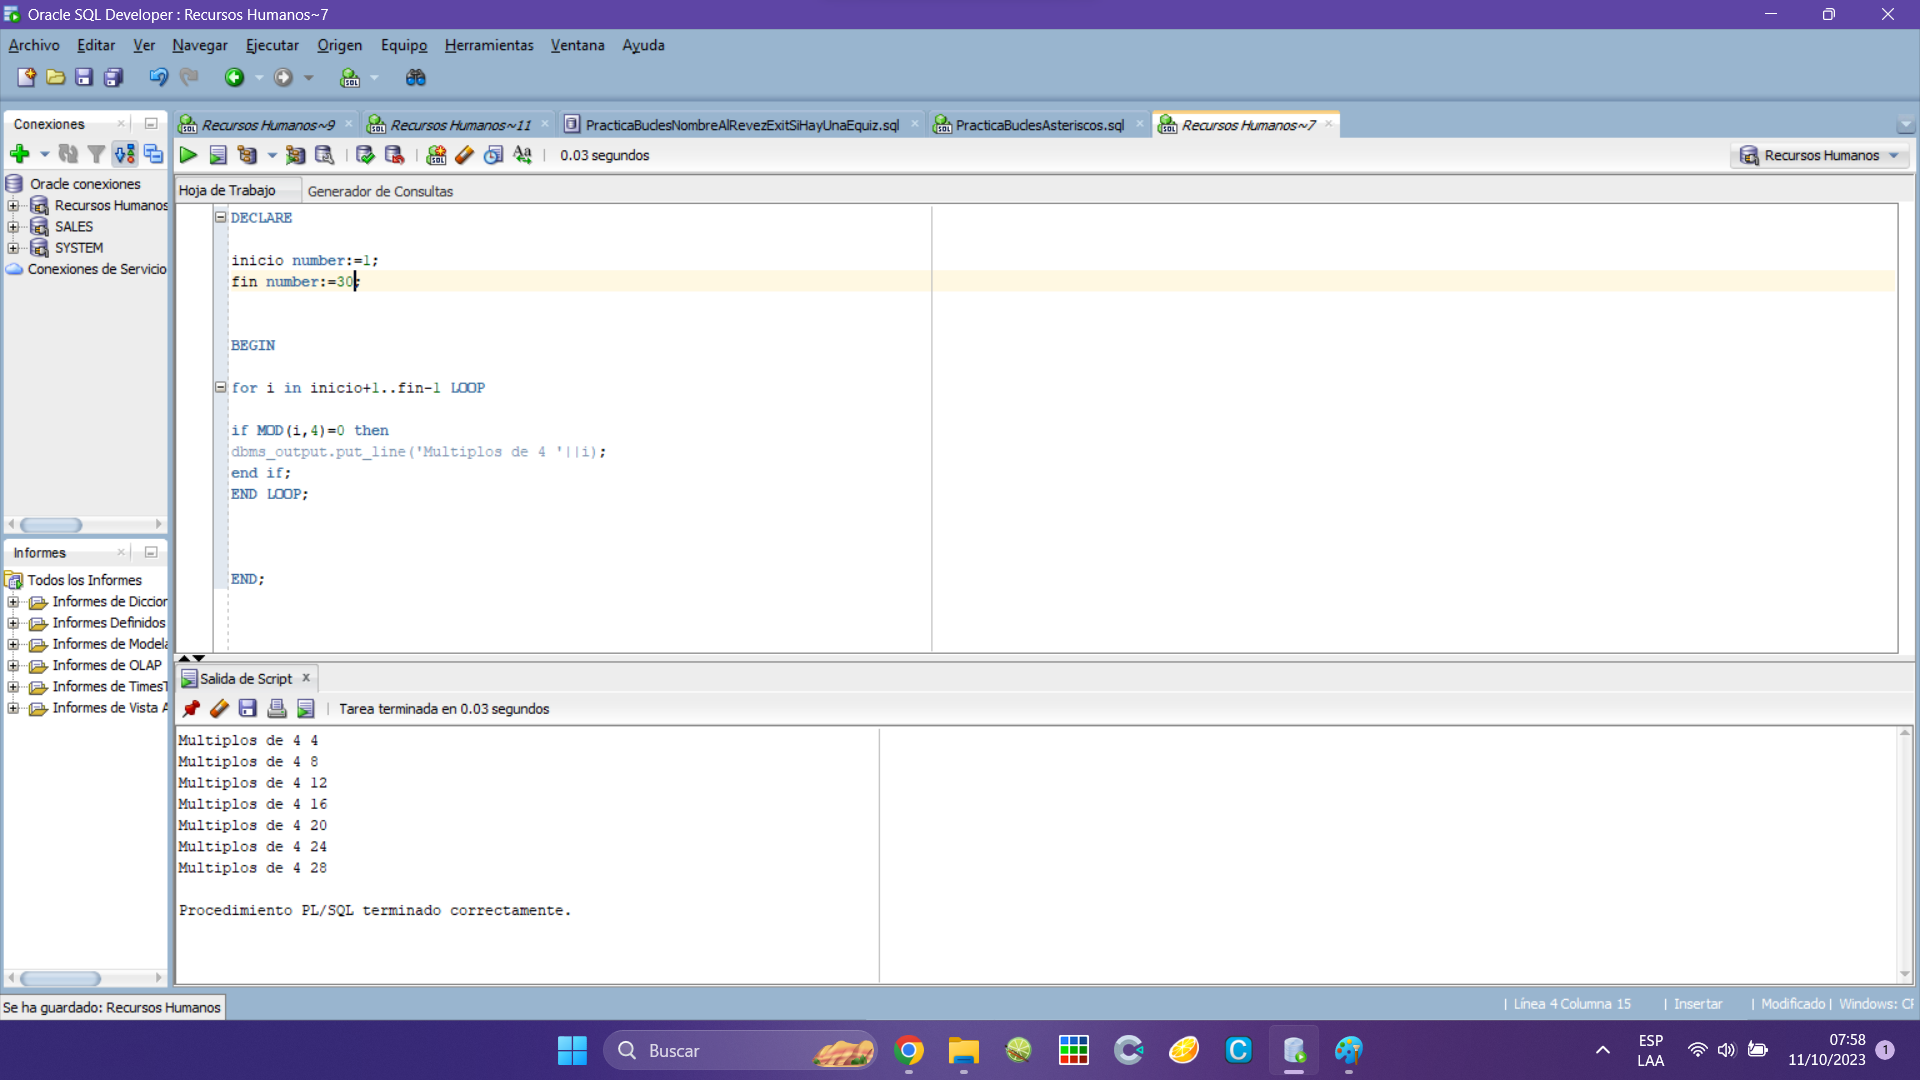 Oracle SQL Developer : Recursos Humanos~7
Archivo Editar Ver Navegar Ejecutar Origen Equipo Herramientas Ventana Ayuda
Conexiones
Recursos Humanos~9
Recursos Humanos~11
PracticaBuclesNombreAlRevezExitSiHayUnaEquiz.sql
PracticaBuclesAsteriscos.sql
Recursos Humanos~7
0.03 segundos
Recursos Humanos
Oracle conexiones
Recursos Humanos
SALES
SYSTEM
Conexiones de Servicio
Hoja de Trabajo
Generador de Consultas
DECLARE
inicio number:=1;
fin number:=30;
BEGIN
for i in inicio+1..fin-1 LOOP
if MOD(i,4)=0 then
dbms_output.put_line('Multiplos de 4 '||i);
end if;
END LOOP;
END;
Informes
Todos los Informes
Informes de Diccion
Informes Definidos
Informes de Modela
Informes de OLAP
Informes de TimesT
Informes de Vista A
Salida de Script
Tarea terminada en 0.03 segundos
Multiplos de 4 4
Multiplos de 4 8
Multiplos de 4 12
Multiplos de 4 16
Multiplos de 4 20
Multiplos de 4 24
Multiplos de 4 28
Procedimiento PL/SQL terminado correctamente.
Se ha guardado: Recursos Humanos
| Línea 4 Columna 15 | Insertar | Modificado | Windows: CF
Buscar
ESP
LAA
07:58
11/10/2023
1